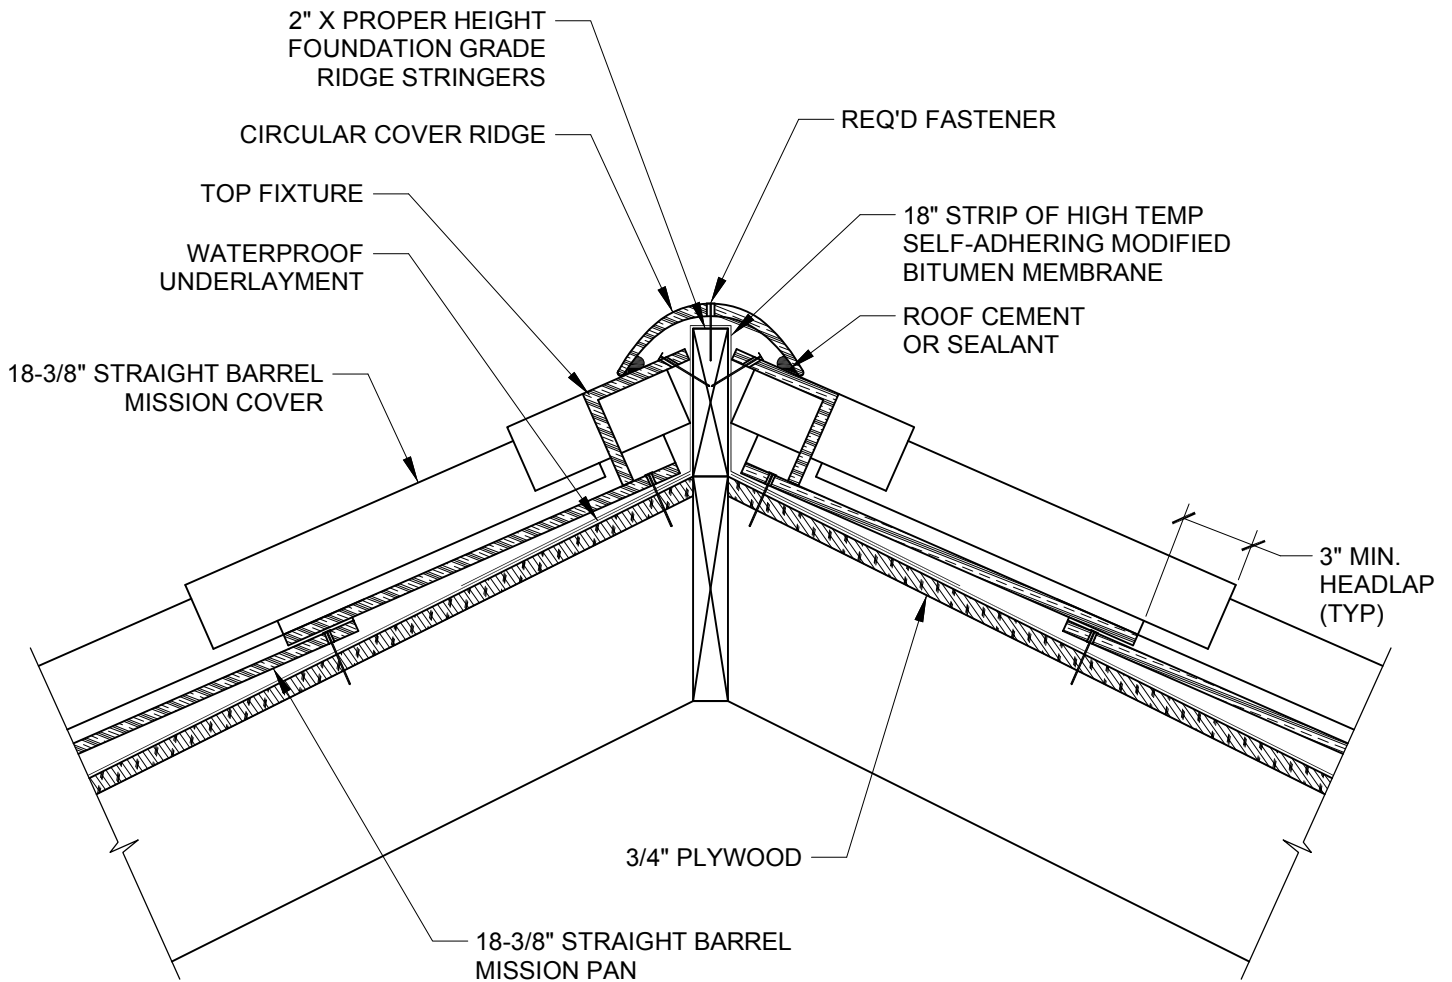 2" X PROPER HEIGHT
FOUNDATION GRADE
RIDGE STRINGERS
CIRCULAR COVER RIDGE
TOP FIXTURE
WATERPROOF
UNDERLAYMENT
18-3/8" STRAIGHT BARREL
MISSION COVER
REQ'D FASTENER
18" STRIP OF HIGH TEMP
SELF-ADHERING MODIFIED
BITUMEN MEMBRANE
ROOF CEMENT
OR SEALANT
3" MIN.
HEADLAP
(TYP)
3/4" PLYWOOD
18-3/8" STRAIGHT BARREL
MISSION PAN